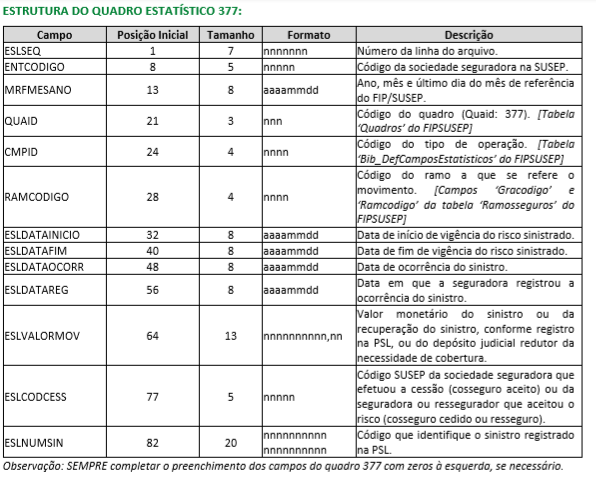 ESTRUTURA DO QUADRO ESTATÍSTICO 377:
Campo Posição Inicial Tamanho Formato Descrição
ESLSEQ 1 7 nnnnnnn Número da linha do arquivo.
ENTCODIGO 8 5 nnnnn Código da sociedade seguradora na SUSEP.
MRFMESANO 13 8 aaaammdd Ano, mês e último dia do mês de referência
do FIP/SUSEP.
QUAID 21 3 nnn Código do quadro (Quaid: 377). [Tabela
‘Quadros’ do FIPSUSEP]
CMPID 24 4 nnnn Código do tipo de operação. [Tabela
‘Bib_DefCamposEstatisticos’ do FIPSUSEP]
RAMCODIGO 28 4 nnnn Código do ramo a que se refere o
movimento. [Campos ‘Gracodigo’ e
‘Ramcodigo’ da tabela ‘Ramosseguros’ do
FIPSUSEP]
ESLDATAINICIO 32 8 aaaammdd Data de início de vigência do risco sinistrado.
ESLDATAFIM 40 8 aaaammdd Data de fim de vigência do risco sinistrado.
ESLDATAOCORR 48 8 aaaammdd Data de ocorrência do sinistro.
ESLDATAREG 56 8 aaaammdd Data em que a seguradora registrou a
ocorrência do sinistro.
ESLVALORMOV 64 13 nnnnnnnnnn,nn Valor monetário do sinistro ou da
recuperação do sinistro, conforme registro
na PSL, ou do depósito judicial redutor da
necessidade de cobertura.
ESLCODCESS 77 5 nnnnn Código SUSEP da sociedade seguradora que
efetuou a cessão (cosseguro aceito) ou da
seguradora ou ressegurador que aceitou o
risco (cosseguro cedido ou resseguro).
ESLNUMSIN 82 20 nnnnnnnnnn
nnnnnnnnnn Código que identifique o sinistro registrado
na PSL.
Observação: SEMPRE completar o preenchimento dos campos do quadro 377 com zeros à esquerda, se necessário.